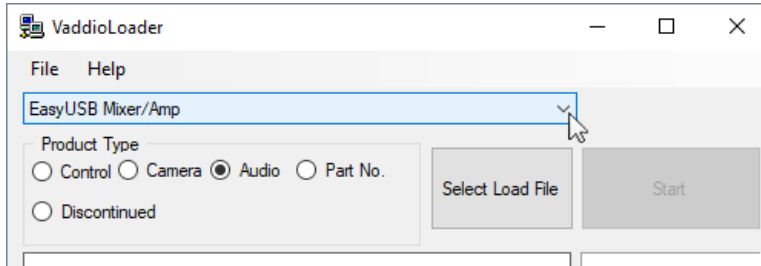 VaddioLoader
File Help
EasyUSB Mixer/Amp
Product Type
Control Camera Audio Part No.
Discontinued
Select Load File
Start